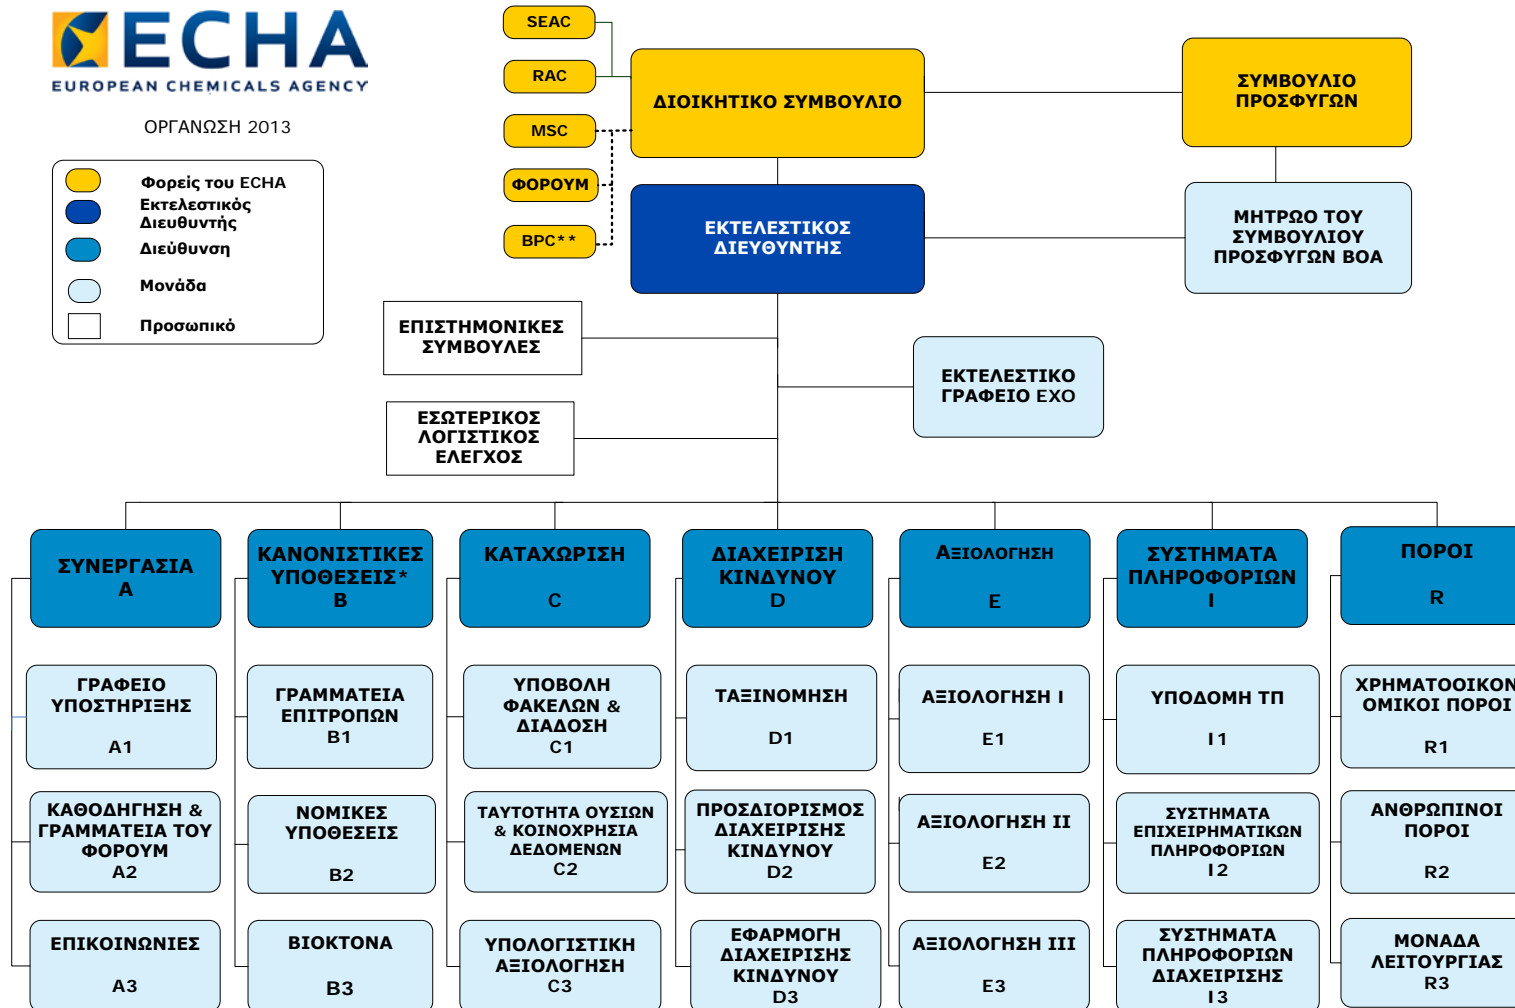 ECHA
EUROPEAN CHEMICALS AGENCY
ΟΡΓΑΝΩΣΗ 2013
Φορείς του ECHA
Εκτελεστικός
Διευθυντής
Διεύθυνση
Μονάδα
Προσωπικό
SEAC
RAC
MSC
ΦΟΡΟΥΜ
BPC**
ΔΙΟΙΚΗΤΙΚΟ ΣΥΜΒΟΥΛΙΟ
ΣΥΜΒΟΥΛΙΟ
ΠΡΟΣΦΥΓΩΝ
ΕΚΤΕΛΕΣΤΙΚΟΣ
ΔΙΕΥΘΥΝΤΗΣ
ΜΗΤΡΩΟ ΤΟΥ
ΣΥΜΒΟΥΛΙΟΥ
ΠΡΟΣΦΥΓΩΝ BOA
ΕΠΙΣΤΗΜΟΝΙΚΕΣ
ΣΥΜΒΟΥΛΕΣ
ΕΚΤΕΛΕΣΤΙΚΟ
ΓΡΑΦΕΙΟ EXO
ΕΣΩΤΕΡΙΚΟΣ
ΛΟΓΙΣΤΙΚΟΣ
ΕΛΕΓΧΟΣ
ΣΥΝΕΡΓΑΣΙΑ
A
ΚΑΝΟΝΙΣΤΙΚΕΣ
ΥΠΟΘΕΣΕΙΣ*
B
ΚΑΤΑΧΩΡΙΣΗ
C
ΔΙΑΧΕΙΡΙΣΗ
ΚΙΝΔΥΝΟΥ
D
ΑΞΙΟΛΟΓΗΣΗ
E
ΣΥΣΤΗΜΑΤΑ
ΠΛΗΡΟΦΟΡΙΩΝ
I
ΠΟΡΟΙ
R
ΓΡΑΦΕΙΟ
ΥΠΟΣΤΗΡΙΞΗΣ
A1
ΓΡΑΜΜΑΤΕΙΑ
ΕΠΙΤΡΟΠΩΝ
B1
ΥΠΟΒΟΛΗ
ΦΑΚΕΛΩΝ &
ΔΙΑΔΟΣΗ
C1
ΤΑΞΙΝΟΜΗΣΗ
D1
ΑΞΙΟΛΟΓΗΣΗ I
E1
ΥΠΟΔΟΜΗ ΤΠ
I1
ΧΡΗΜΑΤΟΟΙΚΟΝ
ΟΜΙΚΟΙ ΠΟΡΟΙ
R1
ΚΑΘΟΔΗΓΗΣΗ &
ΓΡΑΜΜΑΤΕΙΑ ΤΟΥ
ΦΟΡΟΥΜ
A2
ΝΟΜΙΚΕΣ
ΥΠΟΘΕΣΕΙΣ
B2
ΤΑΥΤΟΤΗΤΑ ΟΥΣΙΩΝ
& ΚΟΙΝΟΧΡΗΣΙΑ
ΔΕΔΟΜΕΝΩΝ
C2
ΠΡΟΣΔΙΟΡΙΣΜΟΣ
ΔΙΑΧΕΙΡΙΣΗΣ
ΚΙΝΔΥΝΟΥ
D2
ΑΞΙΟΛΟΓΗΣΗ II
E2
ΣΥΣΤΗΜΑΤΑ
ΕΠΙΧΕΙΡΗΜΑΤΙΚΩΝ
ΠΛΗΡΟΦΟΡΙΩΝ
I2
ΑΝΘΡΩΠΙΝΟΙ
ΠΟΡΟΙ
R2
ΕΠΙΚΟΙΝΩΝΙΕΣ
A3
ΒΙΟΚΤΟΝΑ
B3
ΥΠΟΛΟΓΙΣΤΙΚΗ
ΑΞΙΟΛΟΓΗΣΗ
C3
ΕΦΑΡΜΟΓΗ
ΔΙΑΧΕΙΡΙΣΗΣ
ΚΙΝΔΥΝΟΥ
D3
ΑΞΙΟΛΟΓΗΣΗ III
E3
ΣΥΣΤΗΜΑΤΑ
ΠΛΗΡΟΦΟΡΙΩΝ
ΔΙΑΧΕΙΡΙΣΗΣ
I3
ΜΟΝΑΔΑ
ΛΕΙΤΟΥΡΓΙΑΣ
R3